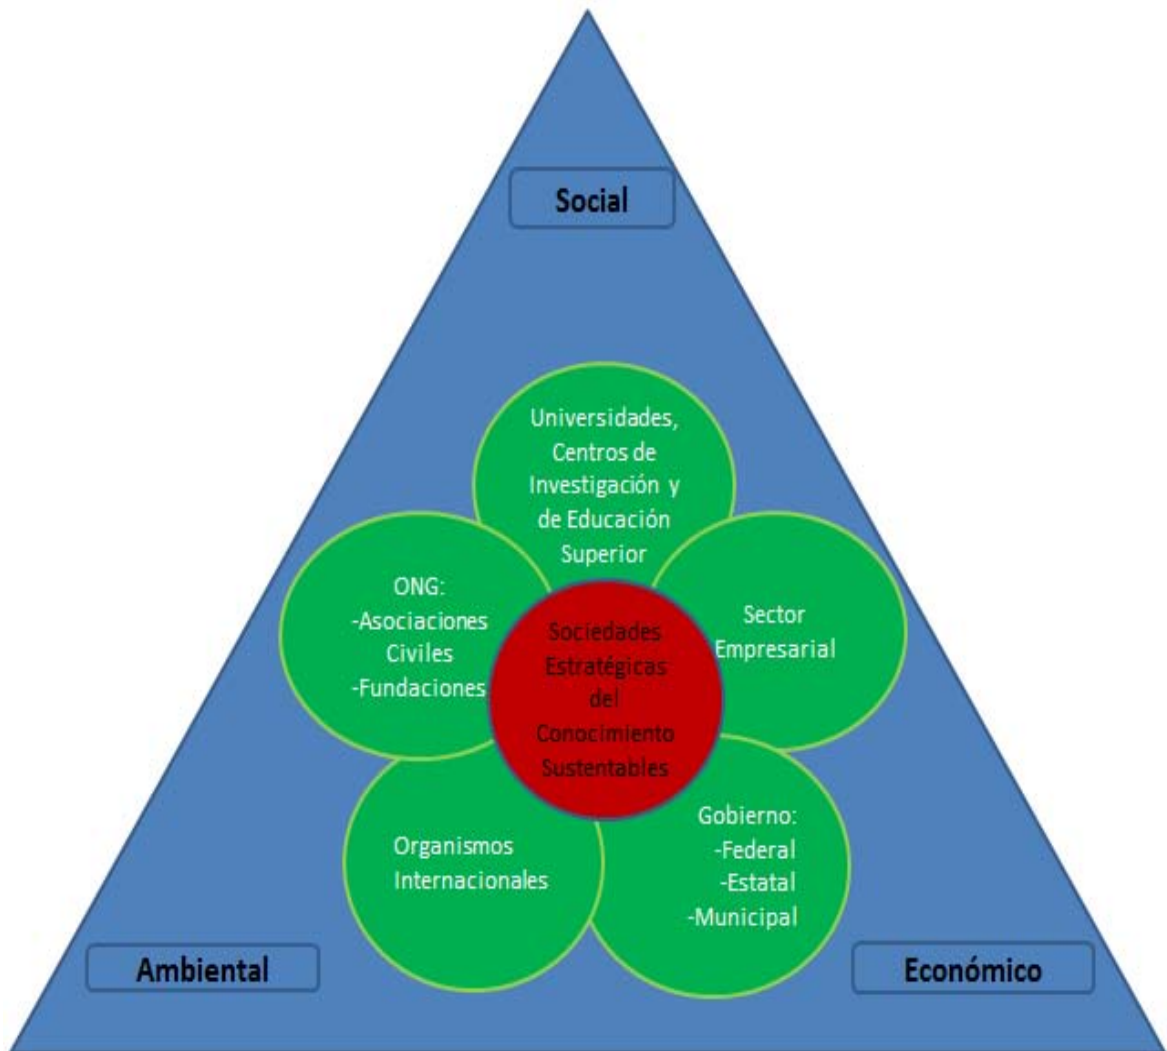 Social
Universidades,
Centros de
Investigación y
de Educación
Superior
ONG:
-Asociaciones
Civiles
-Fundaciones
Sector
Empresarial
Sociedades
Estratégicas
del
Conocimiento
Sustentables
Organismos
Internacionales
Gobierno:
-Federal
-Estatal
-Municipal
Ambiental
Económico